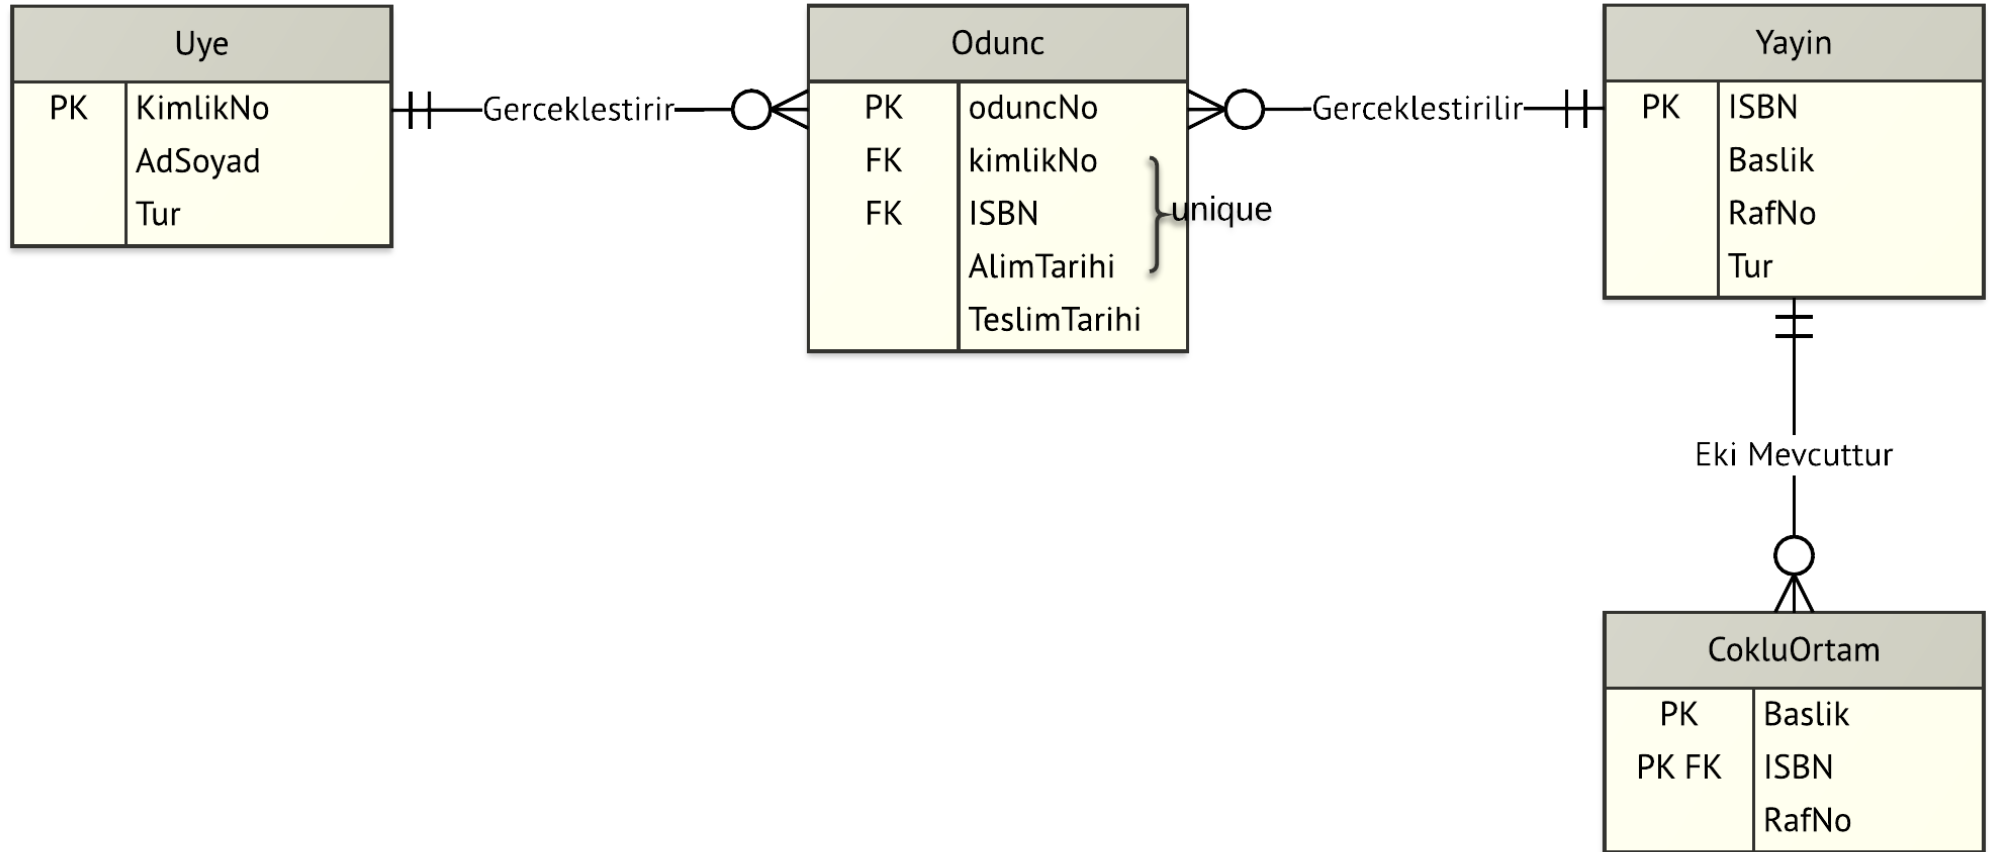 Uye
PK KimlikNo
AdSoyad
Tur
Gerceklestirir
Odunc
PK oduncNo
FK kimlikNo
FK ISBN
AlimTarihi
TeslimTarihi
unique
Gerceklestirilir
Yayin
PK ISBN
Baslik
RafNo
Tur
Eki Mevcuttur
CokluOrtam
PK Baslik
PK FK ISBN
RafNo